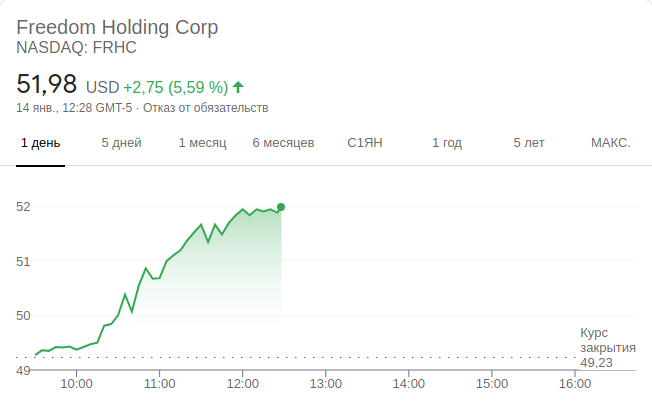 Freedom Holding Corp
NASDAQ: FRHC
51,98 USD +2,75 (5,59 %)
14 янв., 12:28 GMT-5 · Отказ от обязательств
1 день 5 дней 1 месяц 6 месяцев С1ЯН 1 год 5 лет МАКС.
52
51
50
49
Курс
закрытия
49,23
10:00 11:00 12:00 13:00 14:00 15:00 16:00